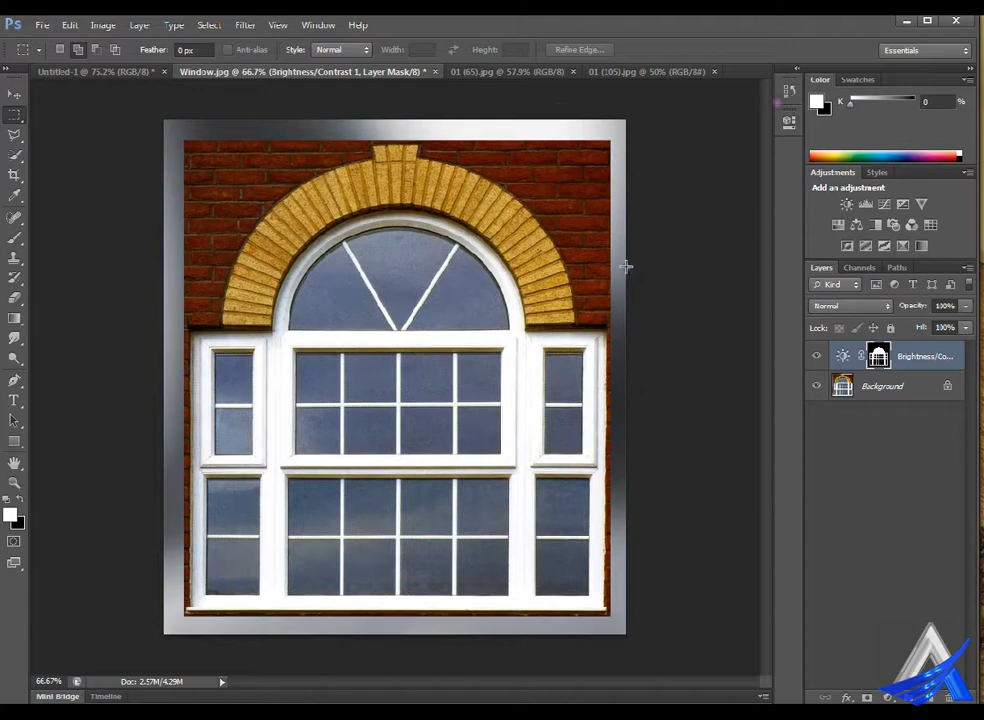 Ps File Edit Image Layer Type Select Filter View Window Help
Feather: 0 px Anti-alias Style: Normal Width: Height: Refine Edge... Essentials
Untitled-1 @ 75.2% (RGB/8) * × Window.jpg @ 66.7% (Brightness/Contrast 1, Layer Mask/8) * × 01 (65).jpg @ 57.9% (RGB/8) × 01 (105).jpg @ 50% (RGB/8#) ×
Color Swatches
K 0 %
Adjustments Styles
Add an adjustment
Layers Channels Paths
Kind
Normal Opacity: 100%
Lock: Fill: 100%
Brightness/Co...
Background
66.67% Doc: 2.57M/4.29M
Mini Bridge Timeline